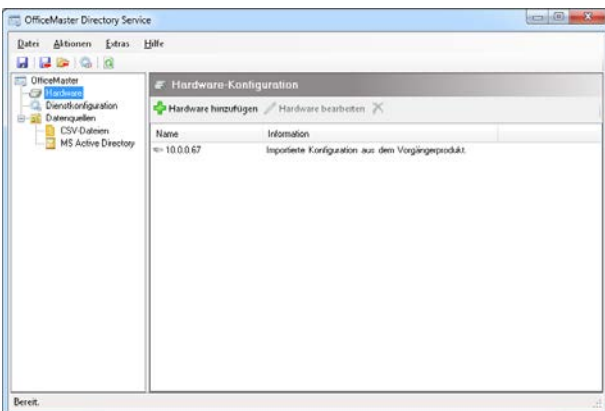 OfficeMaster Directory Service
Datei Aktionen Extras Hilfe
OfficeMaster
Hardware
Dienstkonfiguration
Datenquellen
CSV-Dateien
MS Active Directory
Hardware-Konfiguration
Hardware hinzufügen Hardware bearbeiten
Name Information
10.0.0.67 Importierte Konfiguration aus dem Vorgängerprodukt.
Bereit.